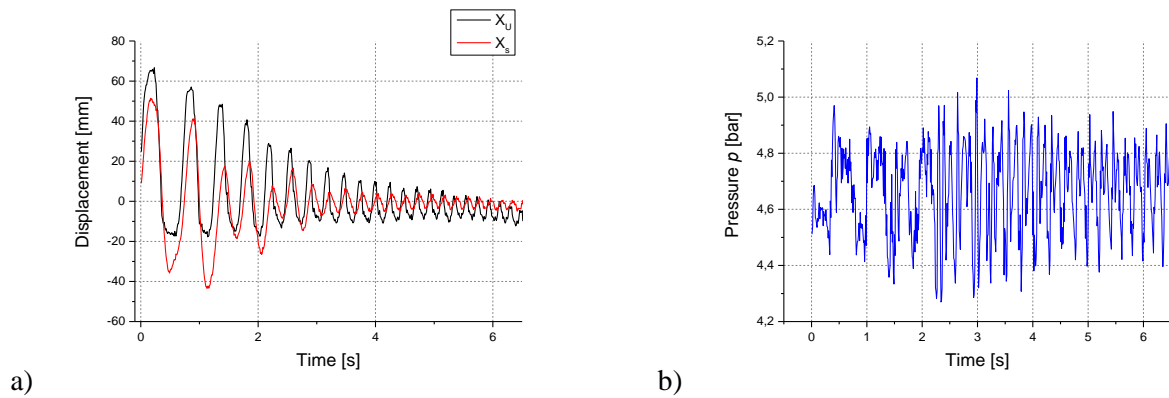 X_U
X_s
80
60
40
20
0
-20
-40
-60
0 2 4 6
Displacement [mm]
Time [s]
a)
5,2
5,0
4,8
4,6
4,4
4,2
0 1 2 3 4 5 6
Pressure p [bar]
Time [s]
b)